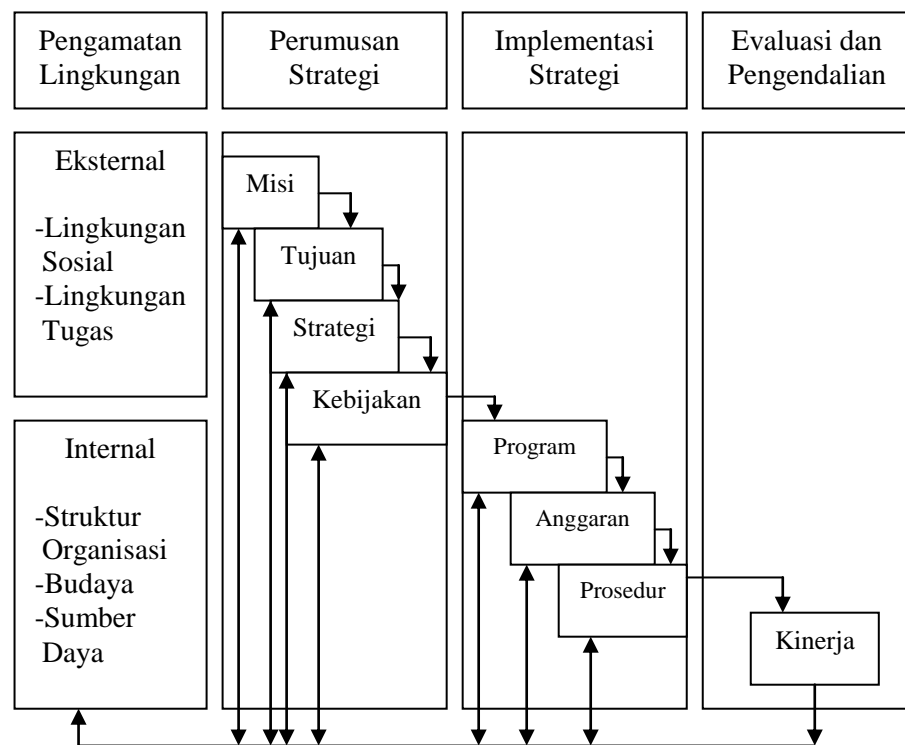 Pengamatan
Lingkungan
Perumusan
Strategi
Implementasi
Strategi
Evaluasi dan
Pengendalian
Eksternal
-Lingkungan
Sosial
-Lingkungan
Tugas
Internal
-Struktur
Organisasi
-Budaya
-Sumber
Daya
Misi
Tujuan
Strategi
Kebijakan
Program
Anggaran
Prosedur
Kinerja